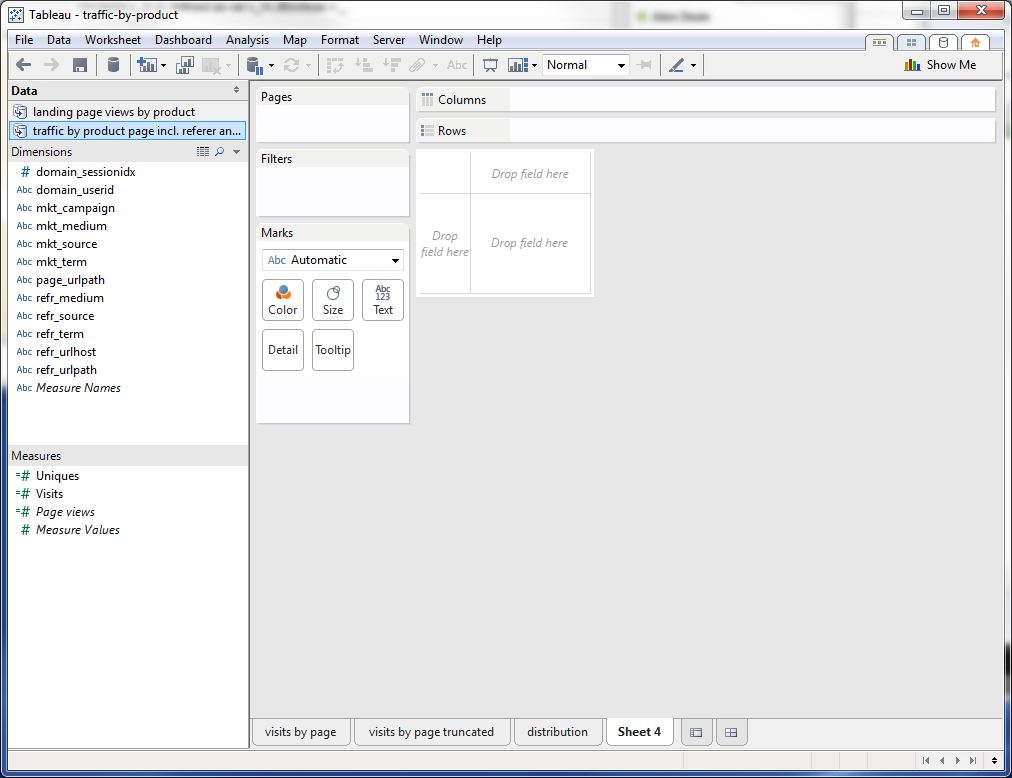 Tableau - traffic-by-product
File Data Worksheet Dashboard Analysis Map Format Server Window Help
Abc Normal Show Me
Data
landing page views by product
traffic by product page incl. referer an...
Dimensions
# domain_sessionidx
Abc domain_userid
Abc mkt_campaign
Abc mkt_medium
Abc mkt_source
Abc mkt_term
Abc page_urlpath
Abc refr_medium
Abc refr_source
Abc refr_term
Abc refr_urlhost
Abc refr_urlpath
Abc Measure Names
Measures
=# Uniques
=# Visits
=# Page views
# Measure Values
Pages
Filters
Marks
Abc Automatic
Color Size Abc 123 Text
Detail Tooltip
Columns
Rows
Drop field here
Drop
field here
Drop field here
visits by page visits by page truncated distribution Sheet 4